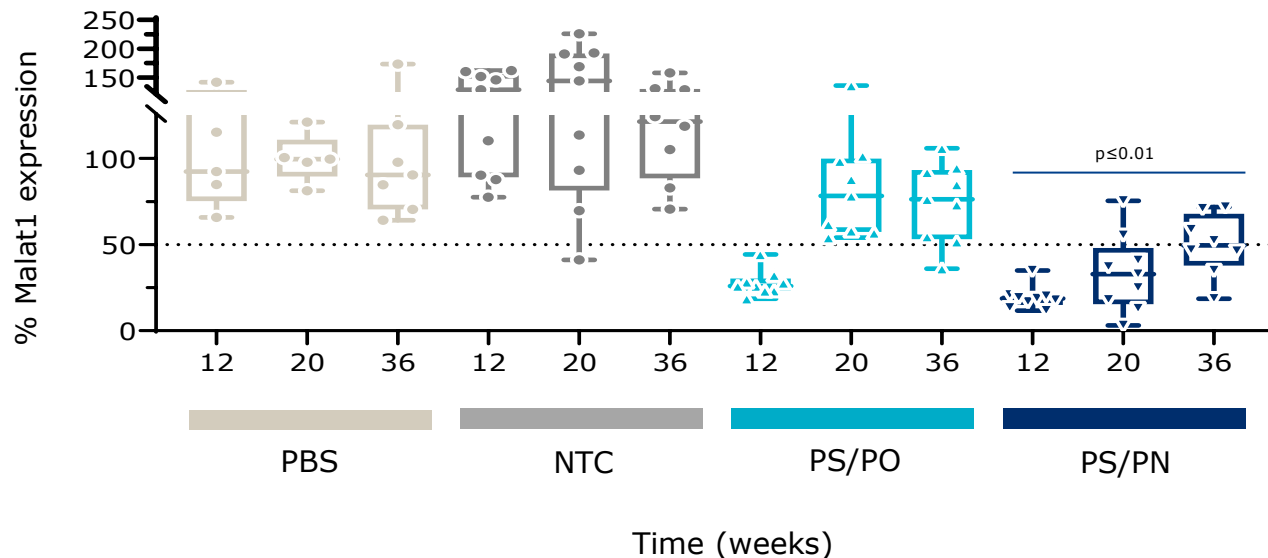 % Malat1 expression
250
200
150
100
50
0
p≤0.01
12 20 36 12 20 36 12 20 36 12 20 36
PBS NTC PS/PO PS/PN
Time (weeks)